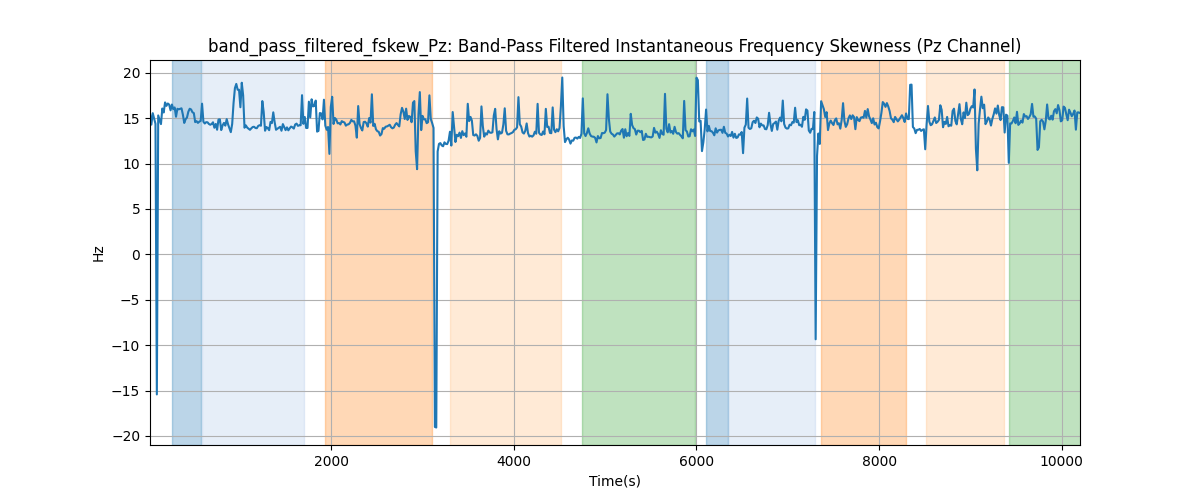 band_pass_filtered_fskew_Pz: Band-Pass Filtered Instantaneous Frequency Skewness (Pz Channel)
20
15
10
5
0
−5
−10
−15
−20
Hz
2000 4000 6000 8000 10000
Time(s)